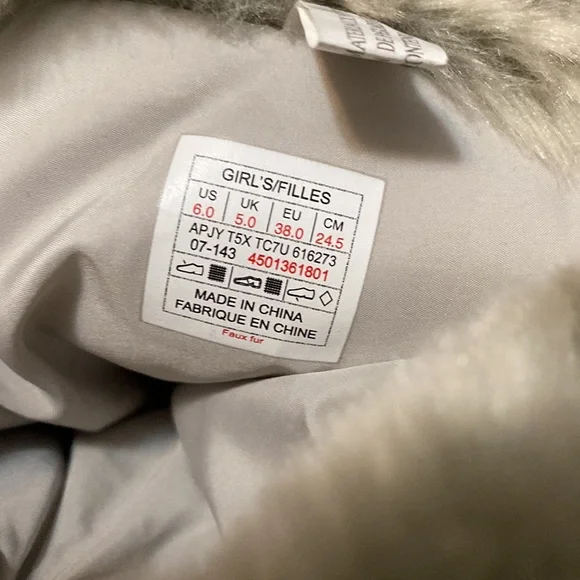 GIRL'S/FILLES
US UK EU CM
6.0 5.0 38.0 24.5
APJY T5X TC7U 616273
07-143 4501361801
MADE IN CHINA
FABRIQUE EN CHINE
Faux fur